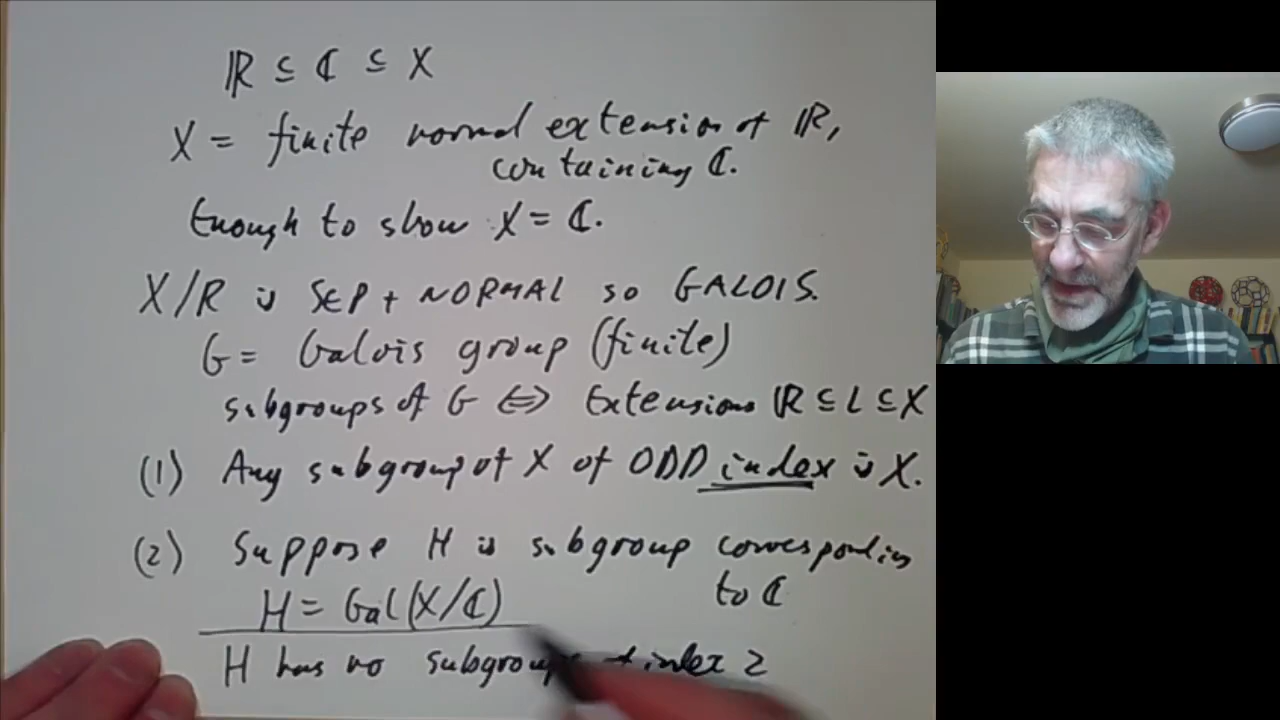 ℝ ⊆ ℂ ⊆ X
X = finite normal extension of ℝ,
containing ℂ.
Enough to show X = ℂ.
X/R is SEP + NORMAL so GALOIS.
G = Galois group (finite)
subgroups of G ⇔ Extensions ℝ ⊆ L ⊆ X
(1) Any subgroup of X of ODD index is X.
(2) Suppose H is subgroup corresponding
to ℂ
H = Gal(X/ℂ)
H has no subgroups of index 2